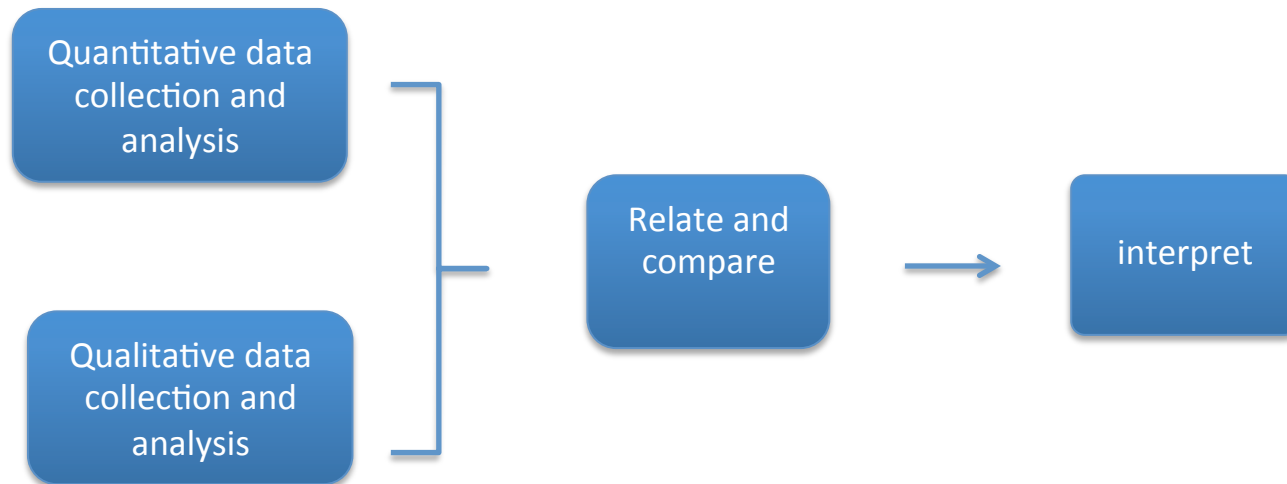 Quantitative data
collection and
analysis
Qualitative data
collection and
analysis
Relate and
compare
interpret